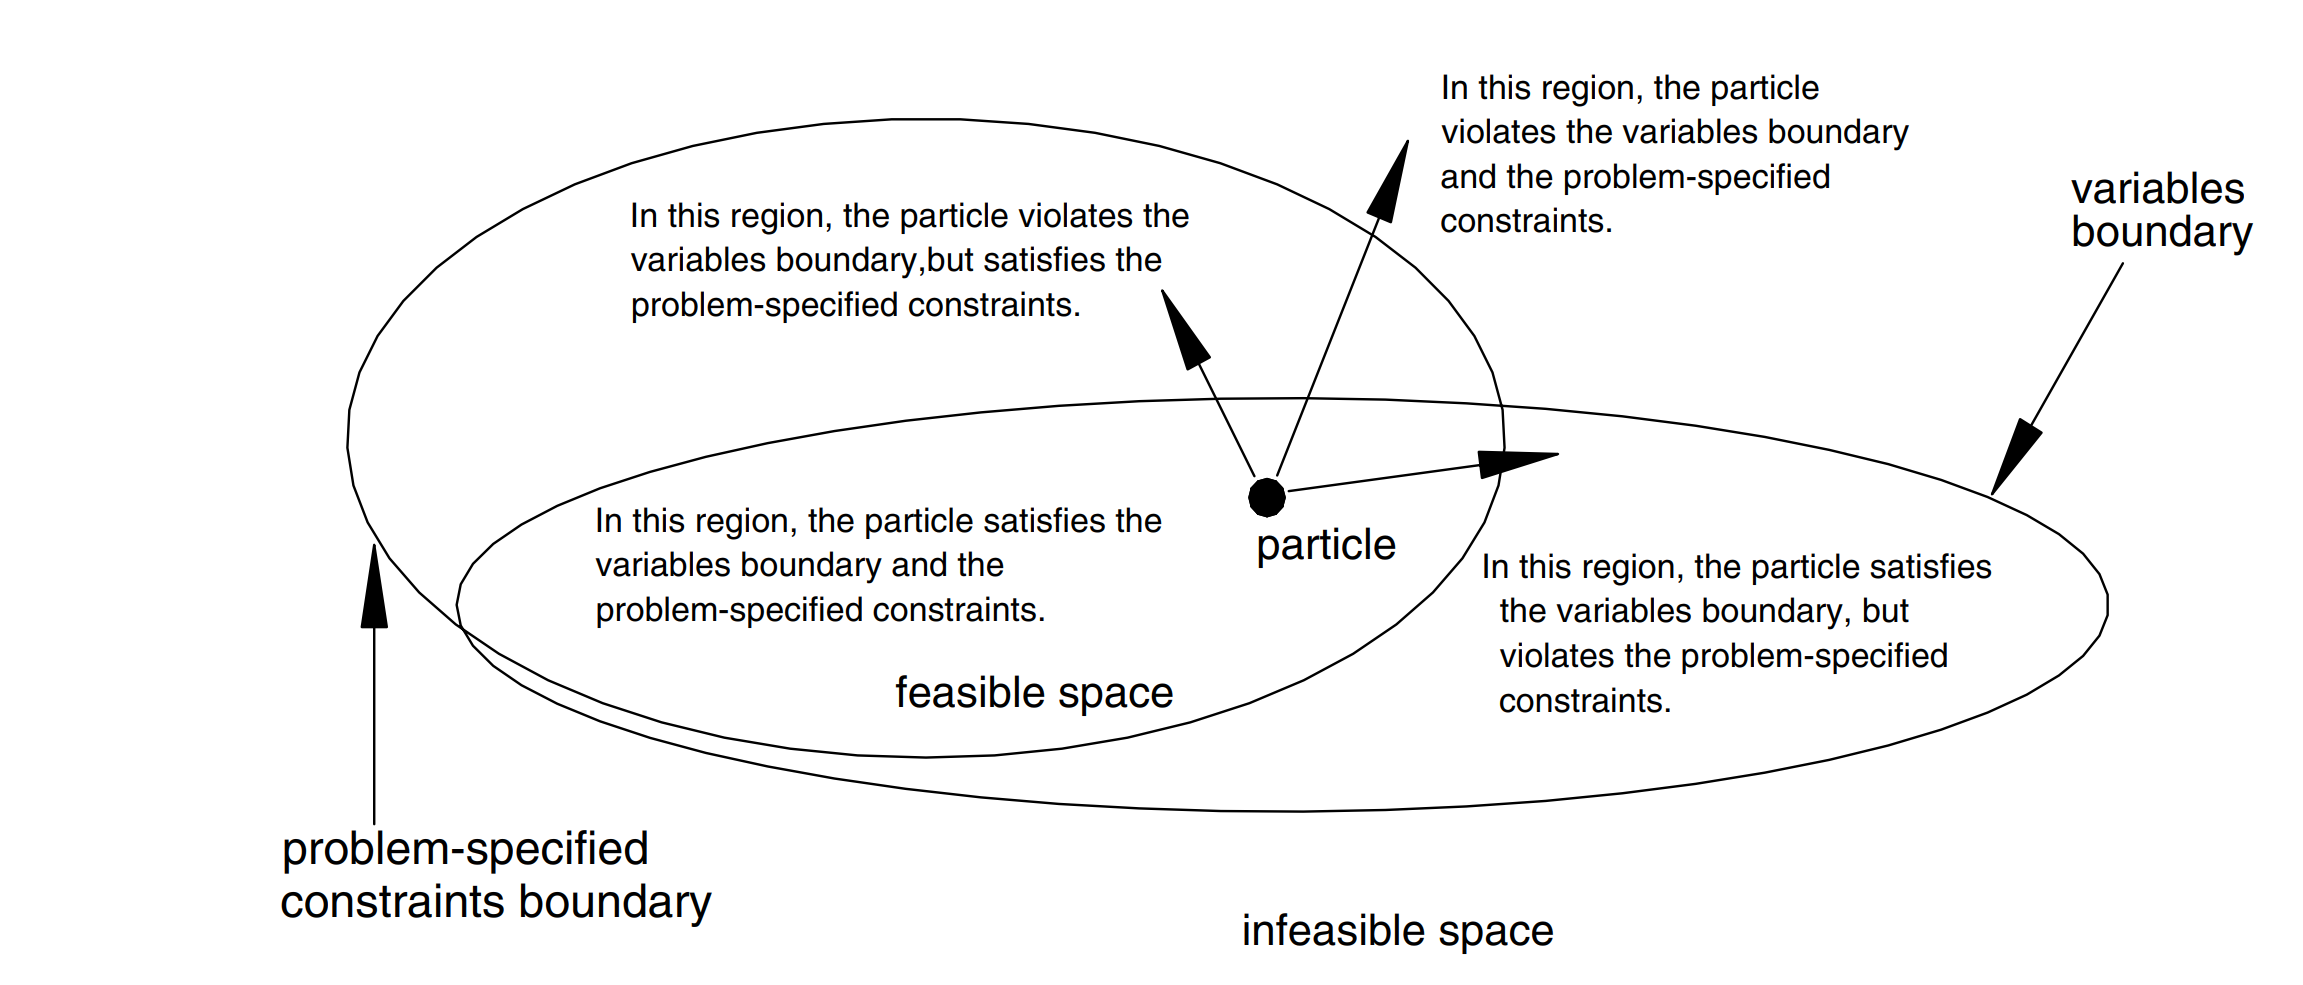 In this region, the particle
violates the variables boundary
and the problem-specified
constraints.
variables
boundary
In this region, the particle violates the
variables boundary,but satisfies the
problem-specified constraints.
In this region, the particle satisfies the
variables boundary and the
problem-specified constraints.
particle
In this region, the particle satisfies
the variables boundary, but
violates the problem-specified
constraints.
feasible space
problem-specified
constraints boundary
infeasible space